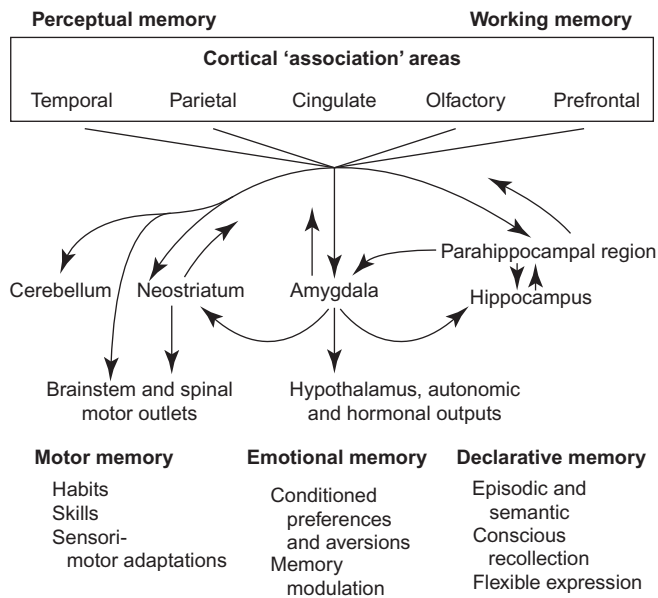 Perceptual memory Working memory
Cortical ‘association’ areas
Temporal Parietal Cingulate Olfactory Prefrontal
Parahippocampal region
Cerebellum Neostriatum Amygdala Hippocampus
Brainstem and spinal
motor outlets
Hypothalamus, autonomic
and hormonal outputs
Motor memory
Habits
Skills
Sensori-
motor adaptations
Emotional memory
Conditioned
preferences
and aversions
Memory
modulation
Declarative memory
Episodic and
semantic
Conscious
recollection
Flexible expression